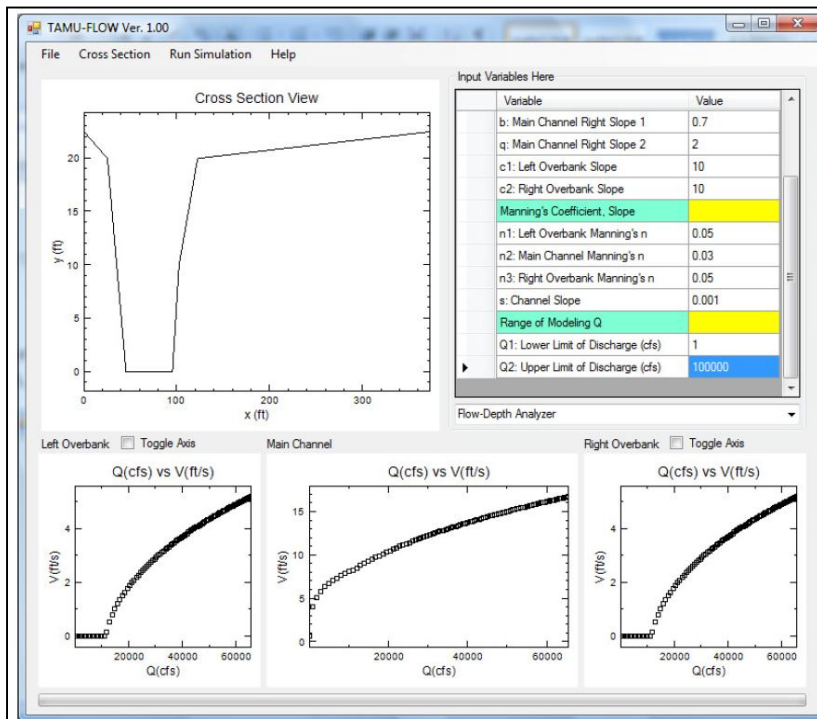 TAMU-FLOW Ver. 1.00
File Cross Section Run Simulation Help
Cross Section View
20
15
10
5
0
y (ft)
0 100 200 300
x (ft)
Input Variables Here
Variable Value
b: Main Channel Right Slope 1 0.7
q: Main Channel Right Slope 2 2
c1: Left Overbank Slope 10
c2: Right Overbank Slope 10
Manning's Coefficient, Slope
n1: Left Overbank Manning's n 0.05
n2: Main Channel Manning's n 0.03
n3: Right Overbank Manning's n 0.05
s: Channel Slope 0.001
Range of Modeling Q
Q1: Lower Limit of Discharge (cfs) 1
Q2: Upper Limit of Discharge (cfs) 100000
Flow-Depth Analyzer
Left Overbank Toggle Axis
Q(cfs) vs V(ft/s)
4
2
0
V(ft/s)
20000 40000 60000
Q(cfs)
Main Channel
Q(cfs) vs V(ft/s)
15
10
5
0
V(ft/s)
20000 40000 60000
Q(cfs)
Right Overbank Toggle Axis
Q(cfs) vs V(ft/s)
4
2
0
V(ft/s)
20000 40000 60000
Q(cfs)